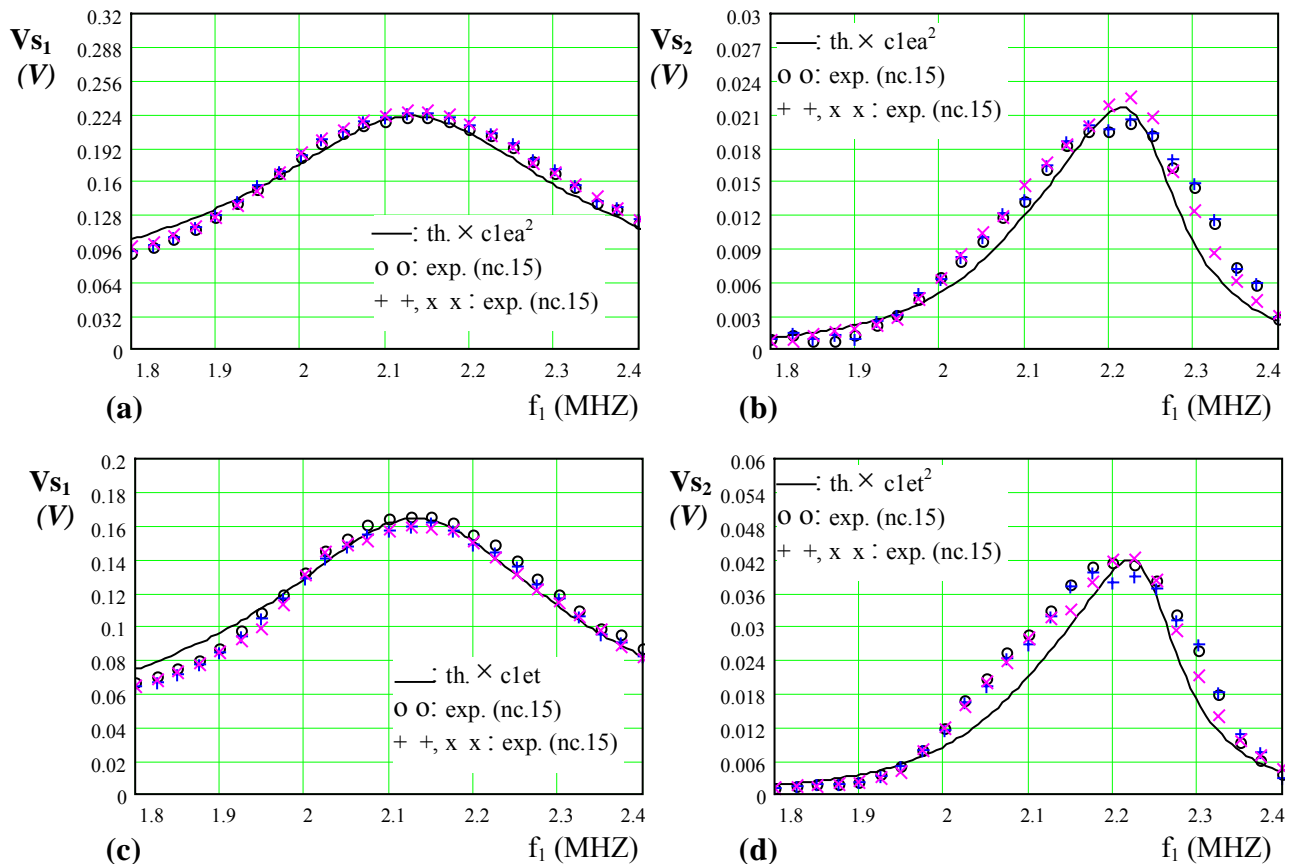 Vs₁
(V)
0.32
0.288
0.256
0.224
0.192
0.16
0.128
0.096
0.064
0.032
0
—: th.× c1ea²
o o: exp. (nc.15)
+ +, x x : exp. (nc.15)
1.8 1.9 2 2.1 2.2 2.3 2.4
(a) f₁ (MHZ)
Vs₂
(V)
0.03
0.027
0.024
0.021
0.018
0.015
0.012
0.009
0.006
0.003
0
—: th.× c1ea²
o o: exp. (nc.15)
+ +, x x : exp. (nc.15)
1.8 1.9 2 2.1 2.2 2.3 2.4
(b) f₁ (MHZ)
Vs₁
(V)
0.2
0.18
0.16
0.14
0.12
0.1
0.08
0.06
0.04
0.02
0
—: th.× c1et
o o: exp. (nc.15)
+ +, x x : exp. (nc.15)
1.8 1.9 2 2.1 2.2 2.3 2.4
(c) f₁ (MHZ)
Vs₂
(V)
0.06
0.054
0.048
0.042
0.036
0.03
0.024
0.018
0.012
0.006
0
—: th.× c1et²
o o: exp. (nc.15)
+ +, x x : exp. (nc.15)
1.8 1.9 2 2.1 2.2 2.3 2.4
(d) f₁ (MHZ)